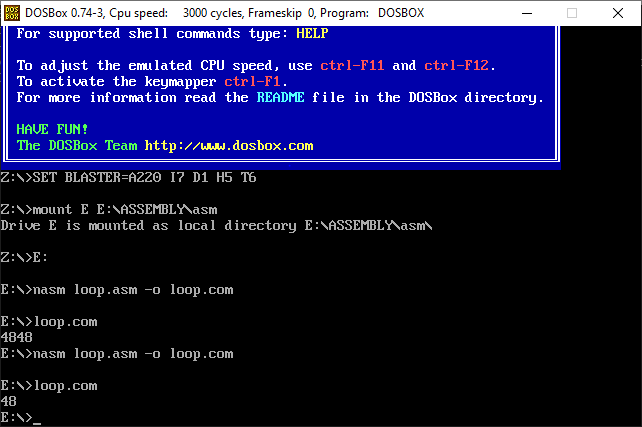 DOSBox 0.74-3, Cpu speed: 3000 cycles, Frameskip 0, Program: DOSBOX
For supported shell commands type: HELP
To adjust the emulated CPU speed, use ctrl-F11 and ctrl-F12.
To activate the keymapper ctrl-F1.
For more information read the README file in the DOSBox directory.
HAVE FUN!
The DOSBox Team http://www.dosbox.com
Z:\>SET BLASTER=A220 I7 D1 H5 T6
Z:\>mount E E:\ASSEMBLY\asm
Drive E is mounted as local directory E:\ASSEMBLY\asm\
Z:\>E:
E:\>nasm loop.asm -o loop.com
E:\>loop.com
4848
E:\>nasm loop.asm -o loop.com
E:\>loop.com
48
E:\>_